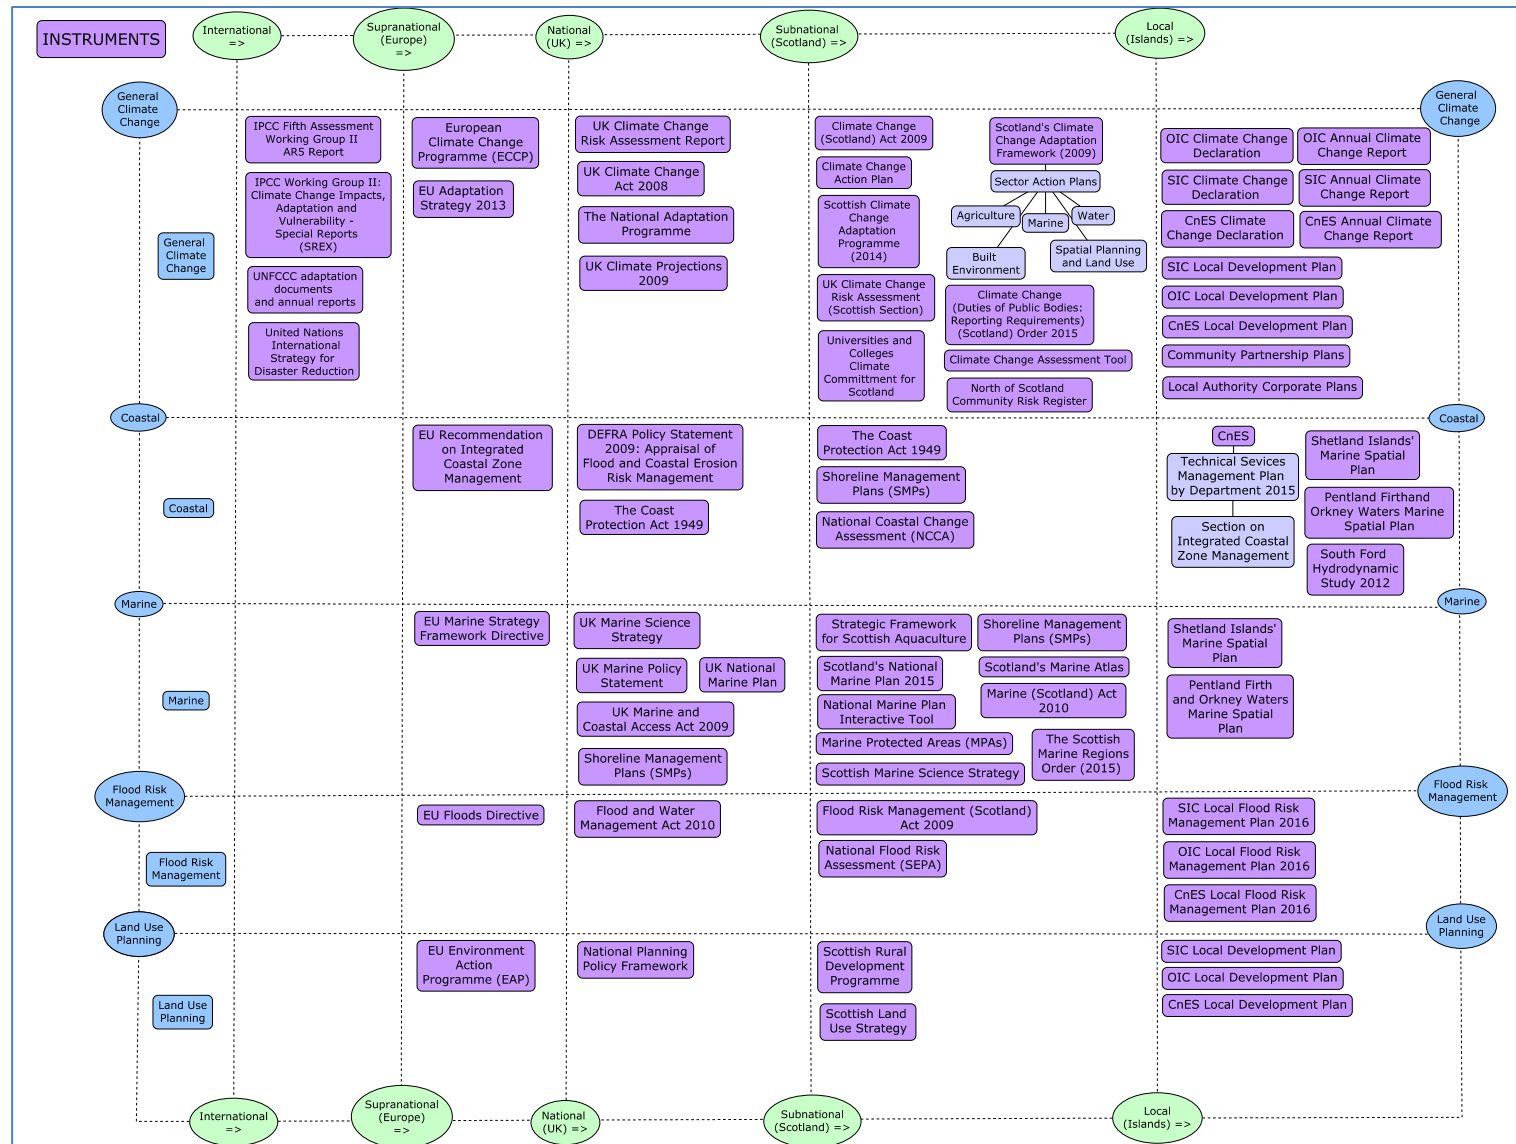 INSTRUMENTS
International
=>
Supranational
(Europe)
=>
National
(UK) =>
Subnational
(Scotland) =>
Local
(Islands) =>
General
Climate
Change
General
Climate
Change
General
Climate
Change
IPCC Fifth Assessment
Working Group II
AR5 Report
IPCC Working Group II:
Climate Change Impacts,
Adaptation and
Vulnerability -
Special Reports
(SREX)
UNFCCC adaptation
documents
and annual reports
United Nations
International
Strategy for
Disaster Reduction
European
Climate Change
Programme (ECCP)
EU Adaptation
Strategy 2013
UK Climate Change
Risk Assessment Report
UK Climate Change
Act 2008
The National Adaptation
Programme
UK Climate Projections
2009
Climate Change
(Scotland) Act 2009
Climate Change
Action Plan
Scottish Climate
Change
Adaptation
Programme
(2014)
UK Climate Change
Risk Assessment
(Scottish Section)
Universities and
Colleges
Climate
Committment for
Scotland
Scotland's Climate
Change Adaptation
Framework (2009)
Sector Action Plans
Agriculture
Marine
Water
Built
Environment
Spatial Planning
and Land Use
Climate Change
(Duties of Public Bodies:
Reporting Requirements)
(Scotland) Order 2015
Climate Change Assessment Tool
North of Scotland
Community Risk Register
OIC Climate Change
Declaration
OIC Annual Climate
Change Report
SIC Climate Change
Declaration
SIC Annual Climate
Change Report
CnES Climate
Change Declaration
CnES Annual Climate
Change Report
SIC Local Development Plan
OIC Local Development Plan
CnES Local Development Plan
Community Partnership Plans
Local Authority Corporate Plans
Coastal
Coastal
Coastal
EU Recommendation
on Integrated
Coastal Zone
Management
DEFRA Policy Statement
2009: Appraisal of
Flood and Coastal Erosion
Risk Management
The Coast
Protection Act 1949
The Coast
Protection Act 1949
Shoreline Management
Plans (SMPs)
National Coastal Change
Assessment (NCCA)
CnES
Technical Sevices
Management Plan
by Department 2015
Section on
Integrated Coastal
Zone Management
Shetland Islands'
Marine Spatial
Plan
Pentland Firthand
Orkney Waters Marine
Spatial Plan
South Ford
Hydrodynamic
Study 2012
Marine
Marine
Marine
EU Marine Strategy
Framework Directive
UK Marine Science
Strategy
UK Marine Policy
Statement
UK National
Marine Plan
UK Marine and
Coastal Access Act 2009
Shoreline Management
Plans (SMPs)
Strategic Framework
for Scottish Aquaculture
Scotland's National
Marine Plan 2015
National Marine Plan
Interactive Tool
Marine Protected Areas (MPAs)
Scottish Marine Science Strategy
Shoreline Management
Plans (SMPs)
Scotland's Marine Atlas
Marine (Scotland) Act
2010
The Scottish
Marine Regions
Order (2015)
Shetland Islands'
Marine Spatial
Plan
Pentland Firth
and Orkney Waters
Marine Spatial
Plan
Flood Risk
Management
Flood Risk
Management
Flood Risk
Management
EU Floods Directive
Flood and Water
Management Act 2010
Flood Risk Management (Scotland)
Act 2009
National Flood Risk
Assessment (SEPA)
SIC Local Flood Risk
Management Plan 2016
OIC Local Flood Risk
Management Plan 2016
CnES Local Flood Risk
Management Plan 2016
Land Use
Planning
Land Use
Planning
Land Use
Planning
EU Environment
Action
Programme (EAP)
National Planning
Policy Framework
Scottish Rural
Development
Programme
Scottish Land
Use Strategy
SIC Local Development Plan
OIC Local Development Plan
CnES Local Development Plan
International
=>
Supranational
(Europe)
=>
National
(UK) =>
Subnational
(Scotland) =>
Local
(Islands) =>